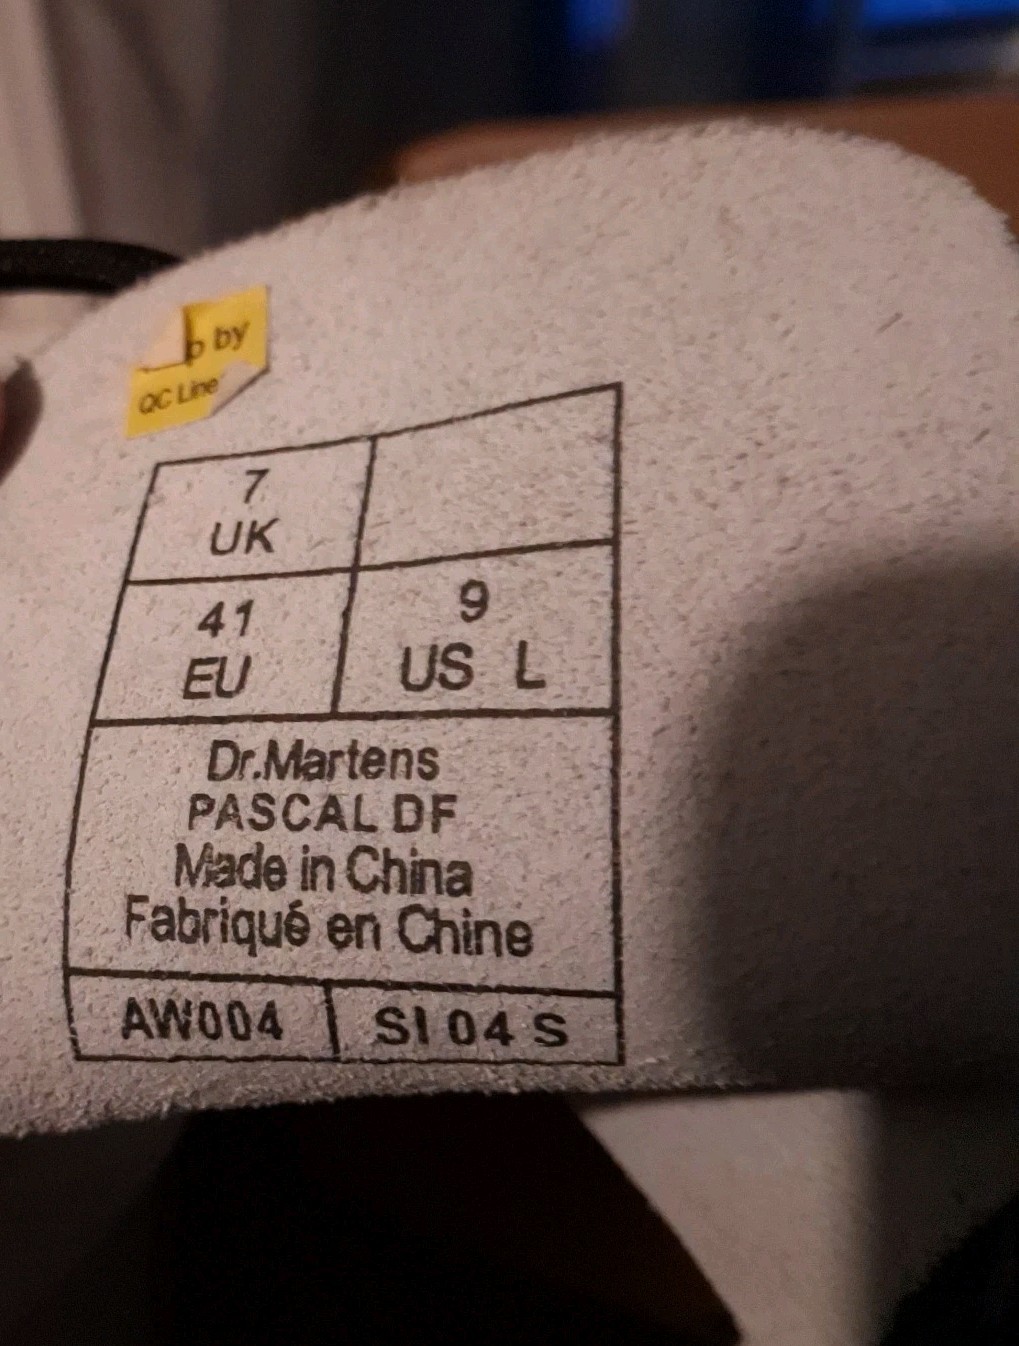 by
QC Line
7
UK
41
EU
9
US L
Dr.Martens
PASCAL DF
Made in China
Fabriqué en Chine
AW004
SI 04 S